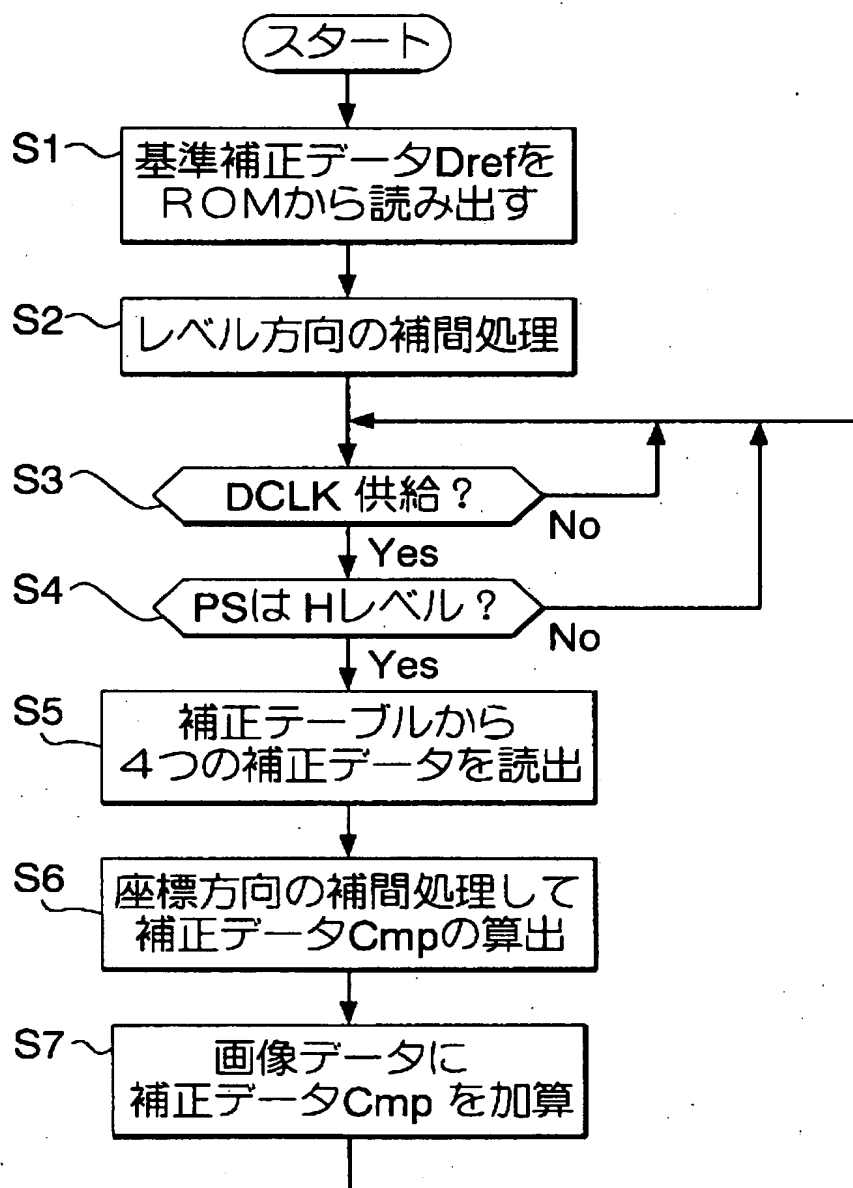 スタート
S1
基準補正データDrefを
ROMから読み出す
S2
レベル方向の補間処理
S3
DCLK 供給？
No
Yes
S4
PSは Hレベル？
No
Yes
S5
補正テーブルから
４つの補正データを読出
S6
座標方向の補間処理して
補正データCmpの算出
S7
画像データに
補正データCmp を加算